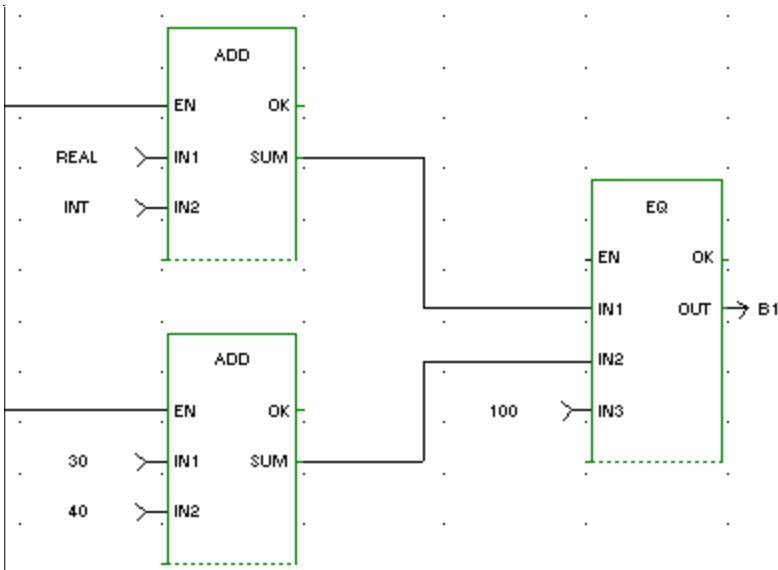 ADD
EN OK
REAL IN1 SUM
INT IN2
EQ
EN OK
IN1 OUT B1
ADD
IN2
EN OK
100 IN3
30 IN1 SUM
40 IN2